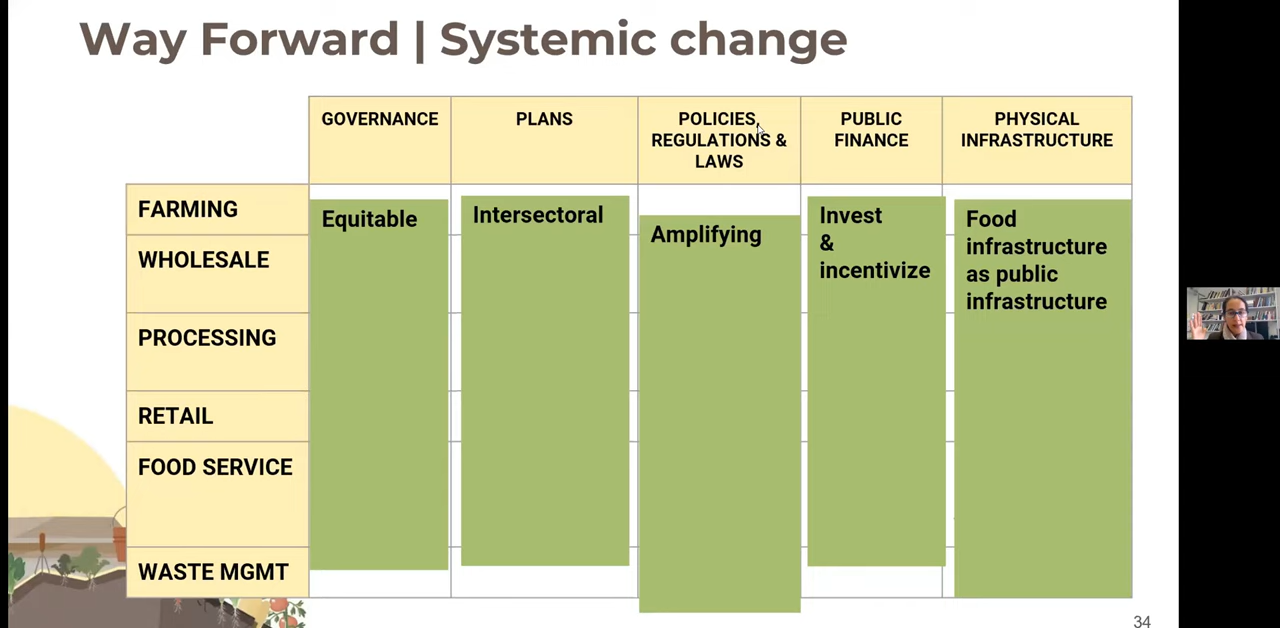 Way Forward | Systemic change
GOVERNANCE
PLANS
POLICIES,
REGULATIONS &
LAWS
PUBLIC
FINANCE
PHYSICAL
INFRASTRUCTURE
FARMING
WHOLESALE
PROCESSING
RETAIL
FOOD SERVICE
WASTE MGMT
Equitable
Intersectoral
Amplifying
Invest
&
incentivize
Food
infrastructure
as public
infrastructure
34